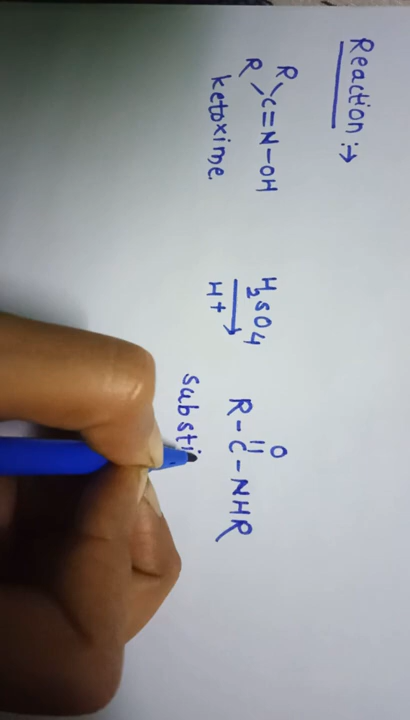 Reaction :→
R
R >C=N-OH H₂SO₄ → H+ R-C(=O)-NHR
ketoxime substi